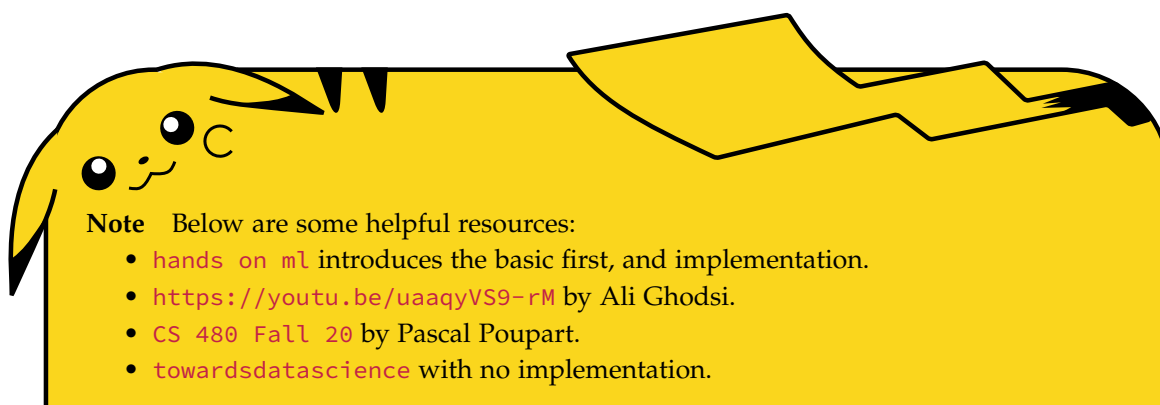 Note Below are some helpful resources:
• hands on ml introduces the basic first, and implementation.
• https://youtu.be/uaaqyVS9-rM by Ali Ghodsi.
• CS 480 Fall 20 by Pascal Poupart.
• towardsdatascience with no implementation.